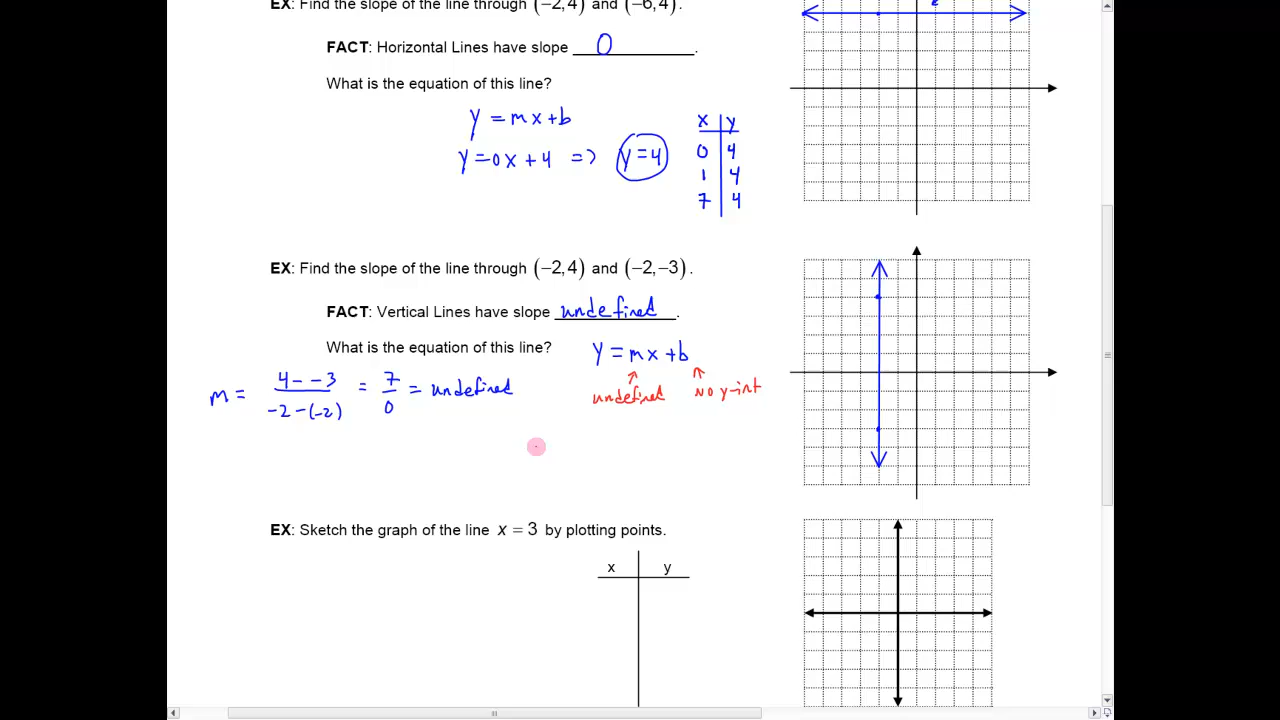 EX: Find the slope of the line through (−2,4) and (−6,4).
FACT: Horizontal Lines have slope 0.
What is the equation of this line?
y = mx + b
y = 0x + 4 => y = 4
x y
0 4
1 4
7 4
EX: Find the slope of the line through (−2,4) and (−2,−3).
FACT: Vertical Lines have slope undefined.
What is the equation of this line?
y = mx + b
undefined No y-int
m = 4 - -3 / -2 - (-2) = 7 / 0 = undefined
EX: Sketch the graph of the line x = 3 by plotting points.
x y